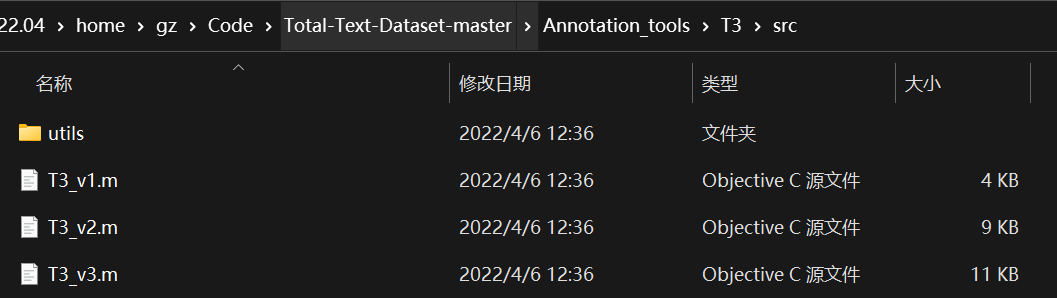 22.04 > home > gz > Code > Total-Text-Dataset-master > Annotation_tools > T3 > src
名称 修改日期 类型 大小
utils 2022/4/6 12:36 文件夹
T3_v1.m 2022/4/6 12:36 Objective C 源文件 4 KB
T3_v2.m 2022/4/6 12:36 Objective C 源文件 9 KB
T3_v3.m 2022/4/6 12:36 Objective C 源文件 11 KB